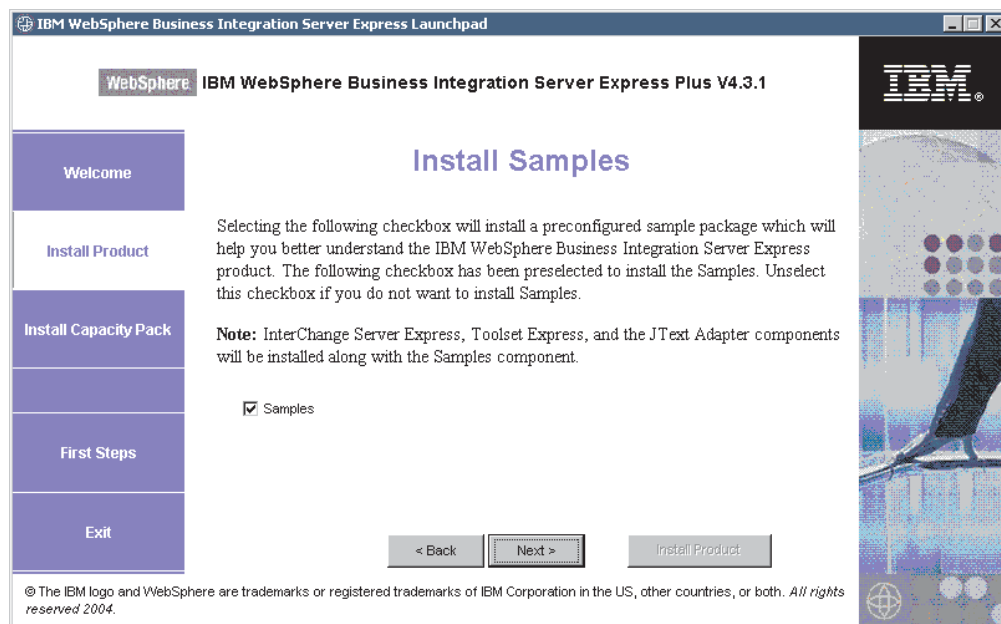 IBM WebSphere Business Integration Server Express Launchpad
WebSphere IBM WebSphere Business Integration Server Express Plus V4.3.1
IBM®
Welcome
Install Product
Install Capacity Pack
First Steps
Exit
Install Samples
Selecting the following checkbox will install a preconfigured sample package which will
help you better understand the IBM WebSphere Business Integration Server Express
product. The following checkbox has been preselected to install the Samples. Unselect
this checkbox if you do not want to install Samples.
Note: InterChange Server Express, Toolset Express, and the JText Adapter components
will be installed along with the Samples component.
Samples
< Back
Next >
Install Product
© The IBM logo and WebSphere are trademarks or registered trademarks of IBM Corporation in the US, other countries, or both. All rights
reserved 2004.